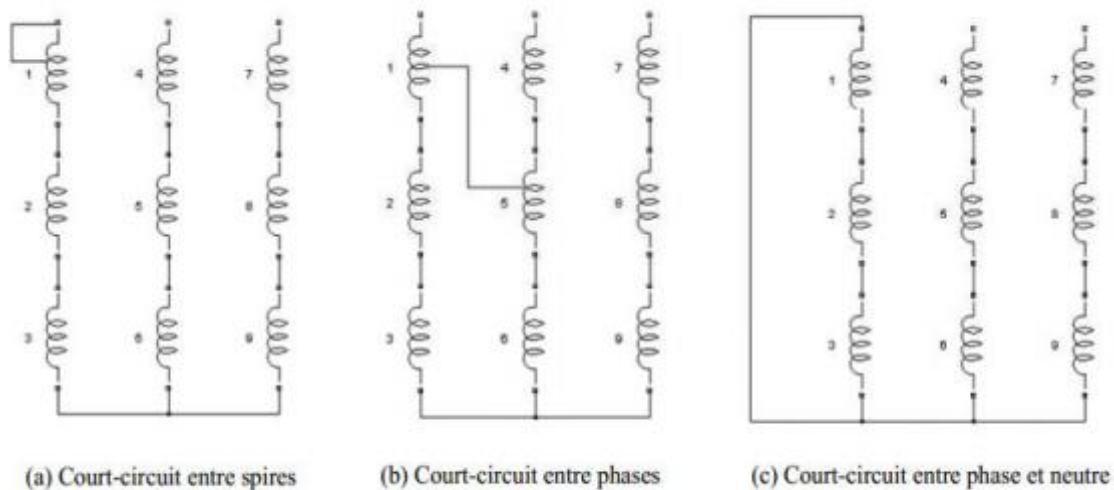 1 4 7
2 5 8
3 6 9
1 4 7
2 5 8
3 6 9
1 4 7
2 5 8
3 6 9
(a) Court-circuit entre spires
(b) Court-circuit entre phases
(c) Court-circuit entre phase et neutre